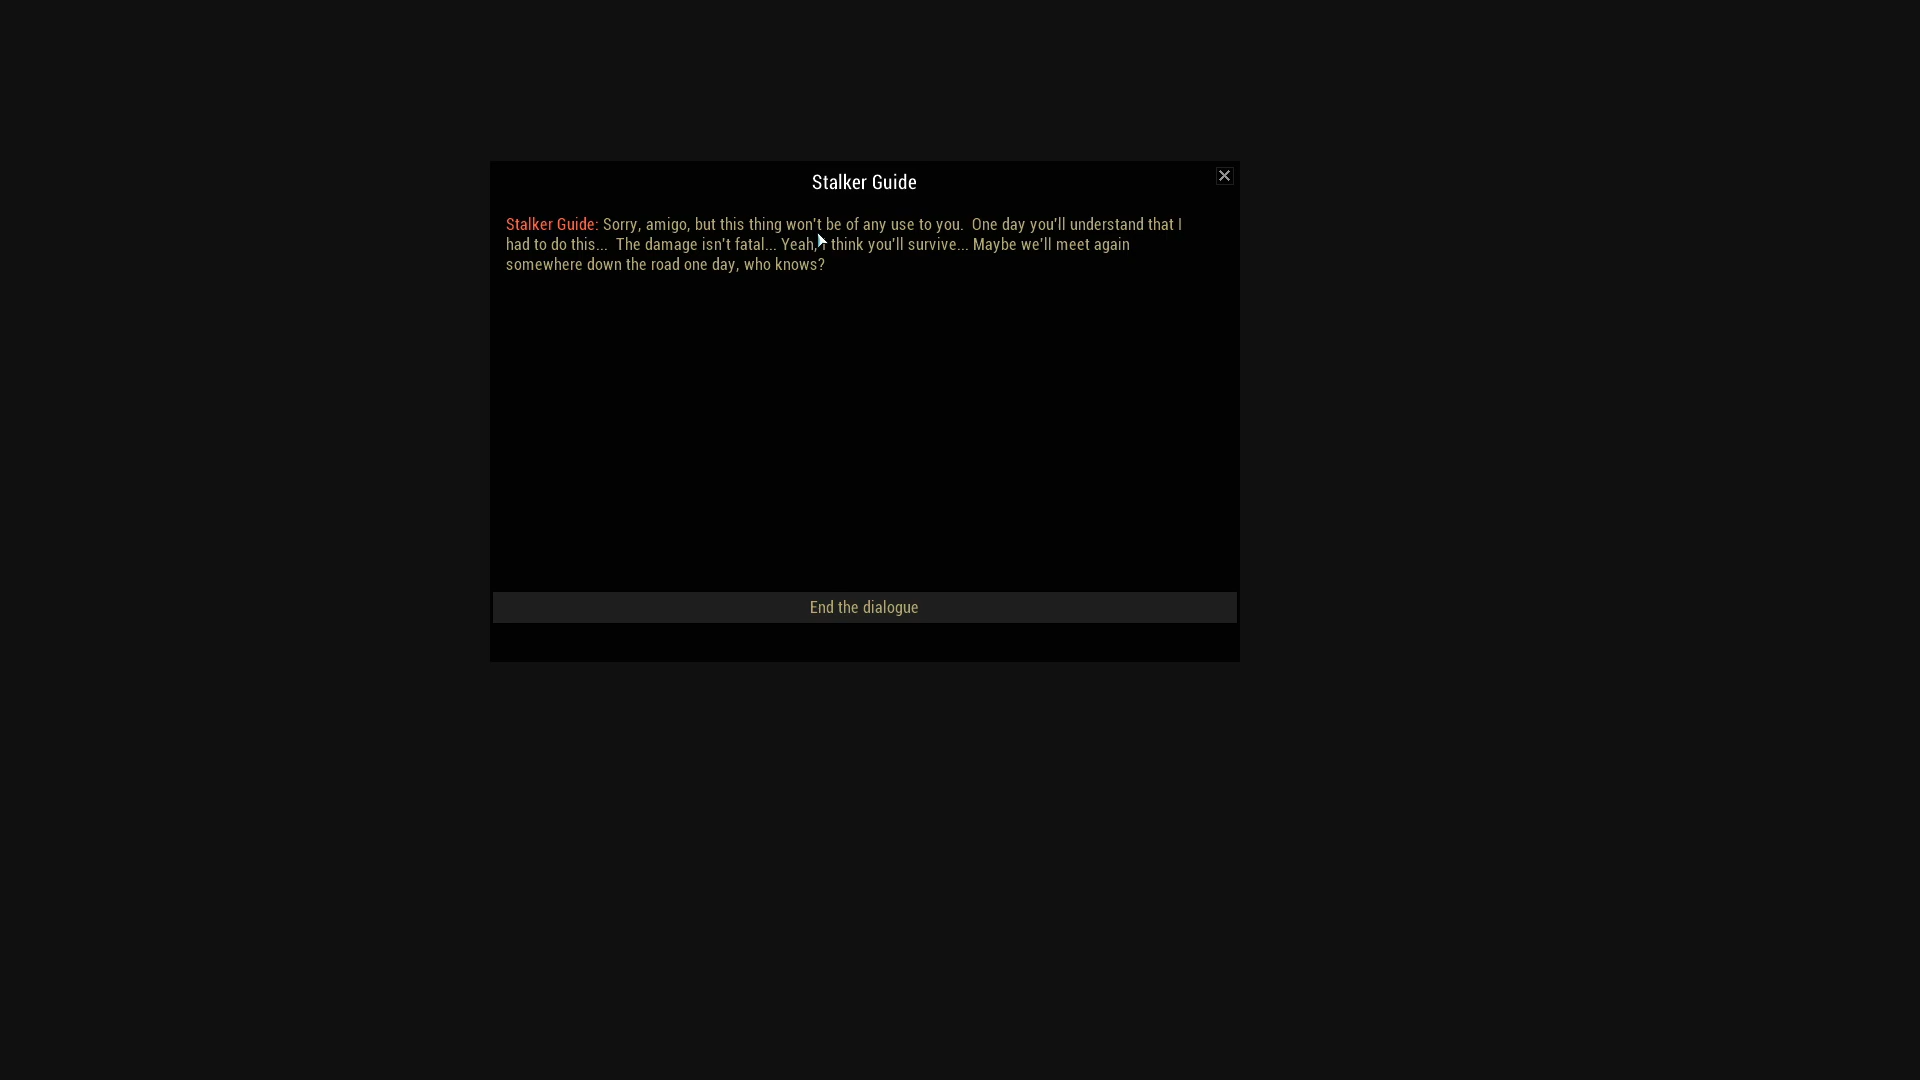 Stalker Guide
Stalker Guide: Sorry, amigo, but this thing won't be of any use to you.  One day you'll understand that I
had to do this...  The damage isn't fatal... Yeah, I think you'll survive... Maybe we'll meet again
somewhere down the road one day, who knows?
End the dialogue